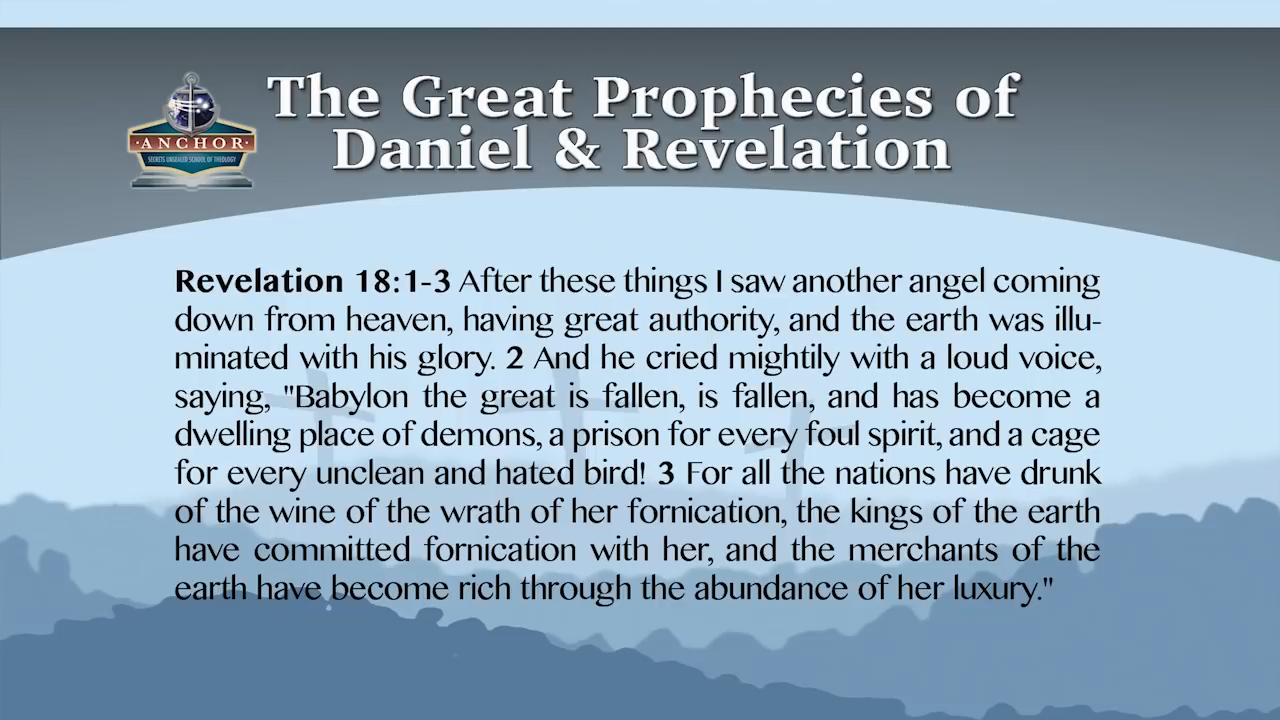 The Great Prophecies of
Daniel & Revelation
·ANCHOR·
SECRETS UNSEALED SCHOOL OF THEOLOGY
Revelation 18:1-3 After these things I saw another angel coming
down from heaven, having great authority, and the earth was illu-
minated with his glory. 2 And he cried mightily with a loud voice,
saying, "Babylon the great is fallen, is fallen, and has become a
dwelling place of demons, a prison for every foul spirit, and a cage
for every unclean and hated bird! 3 For all the nations have drunk
of the wine of the wrath of her fornication, the kings of the earth
have committed fornication with her, and the merchants of the
earth have become rich through the abundance of her luxury."